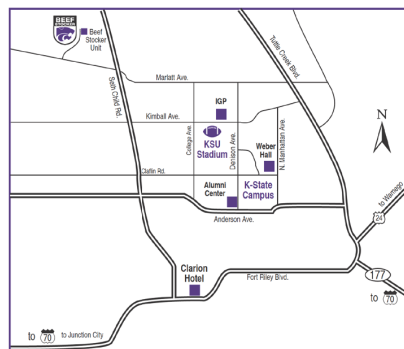 BEEF
STOCKER
Beef
Stocker
Unit
Seth Child Rd.
Tuttle Creek Blvd.
Marlatt Ave.
IGP
Kimball Ave.
College Ave.
KSU
Stadium
Denison Ave.
Weber
Hall
N. Manhattan Ave.
N
Claflin Rd.
Alumni
Center
K-State
Campus
Anderson Ave.
to Wamego
24
Clarion
Hotel
Fort Riley Blvd.
177
to 70
to 70 to Junction City